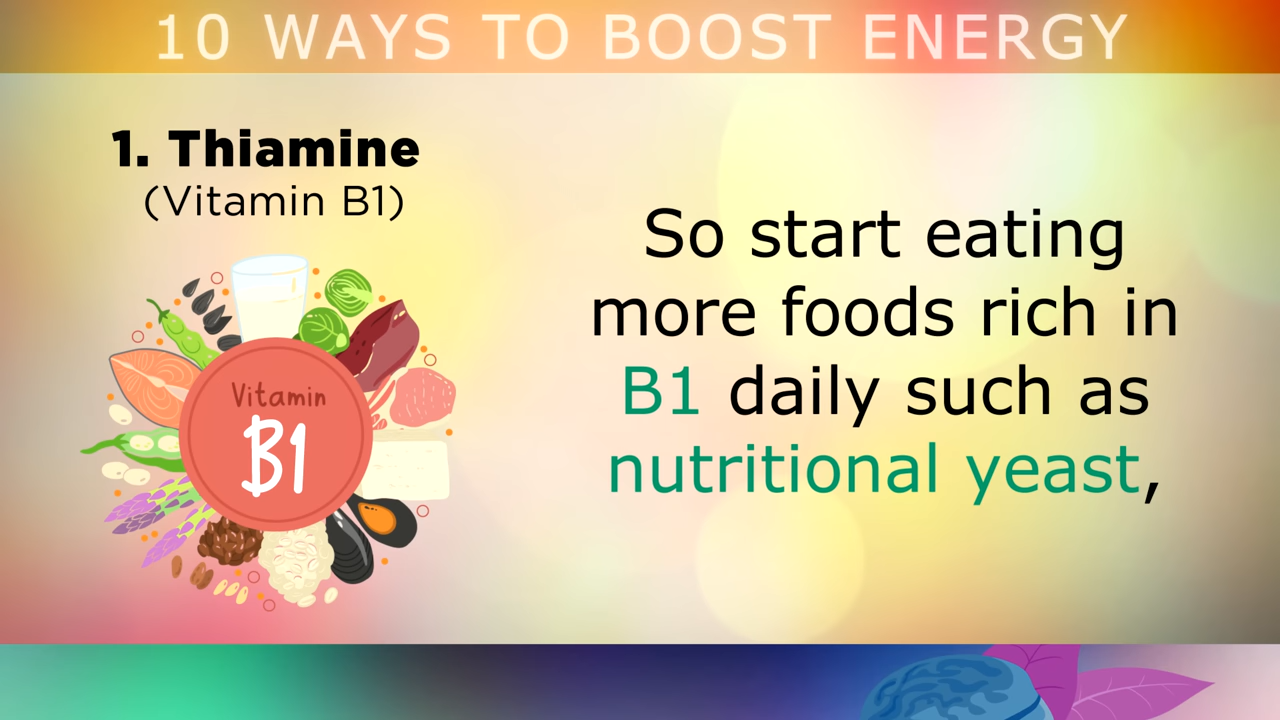 10 WAYS TO BOOST ENERGY
1. Thiamine
(Vitamin B1)
Vitamin
B1
So start eating
more foods rich in
B1 daily such as
nutritional yeast,